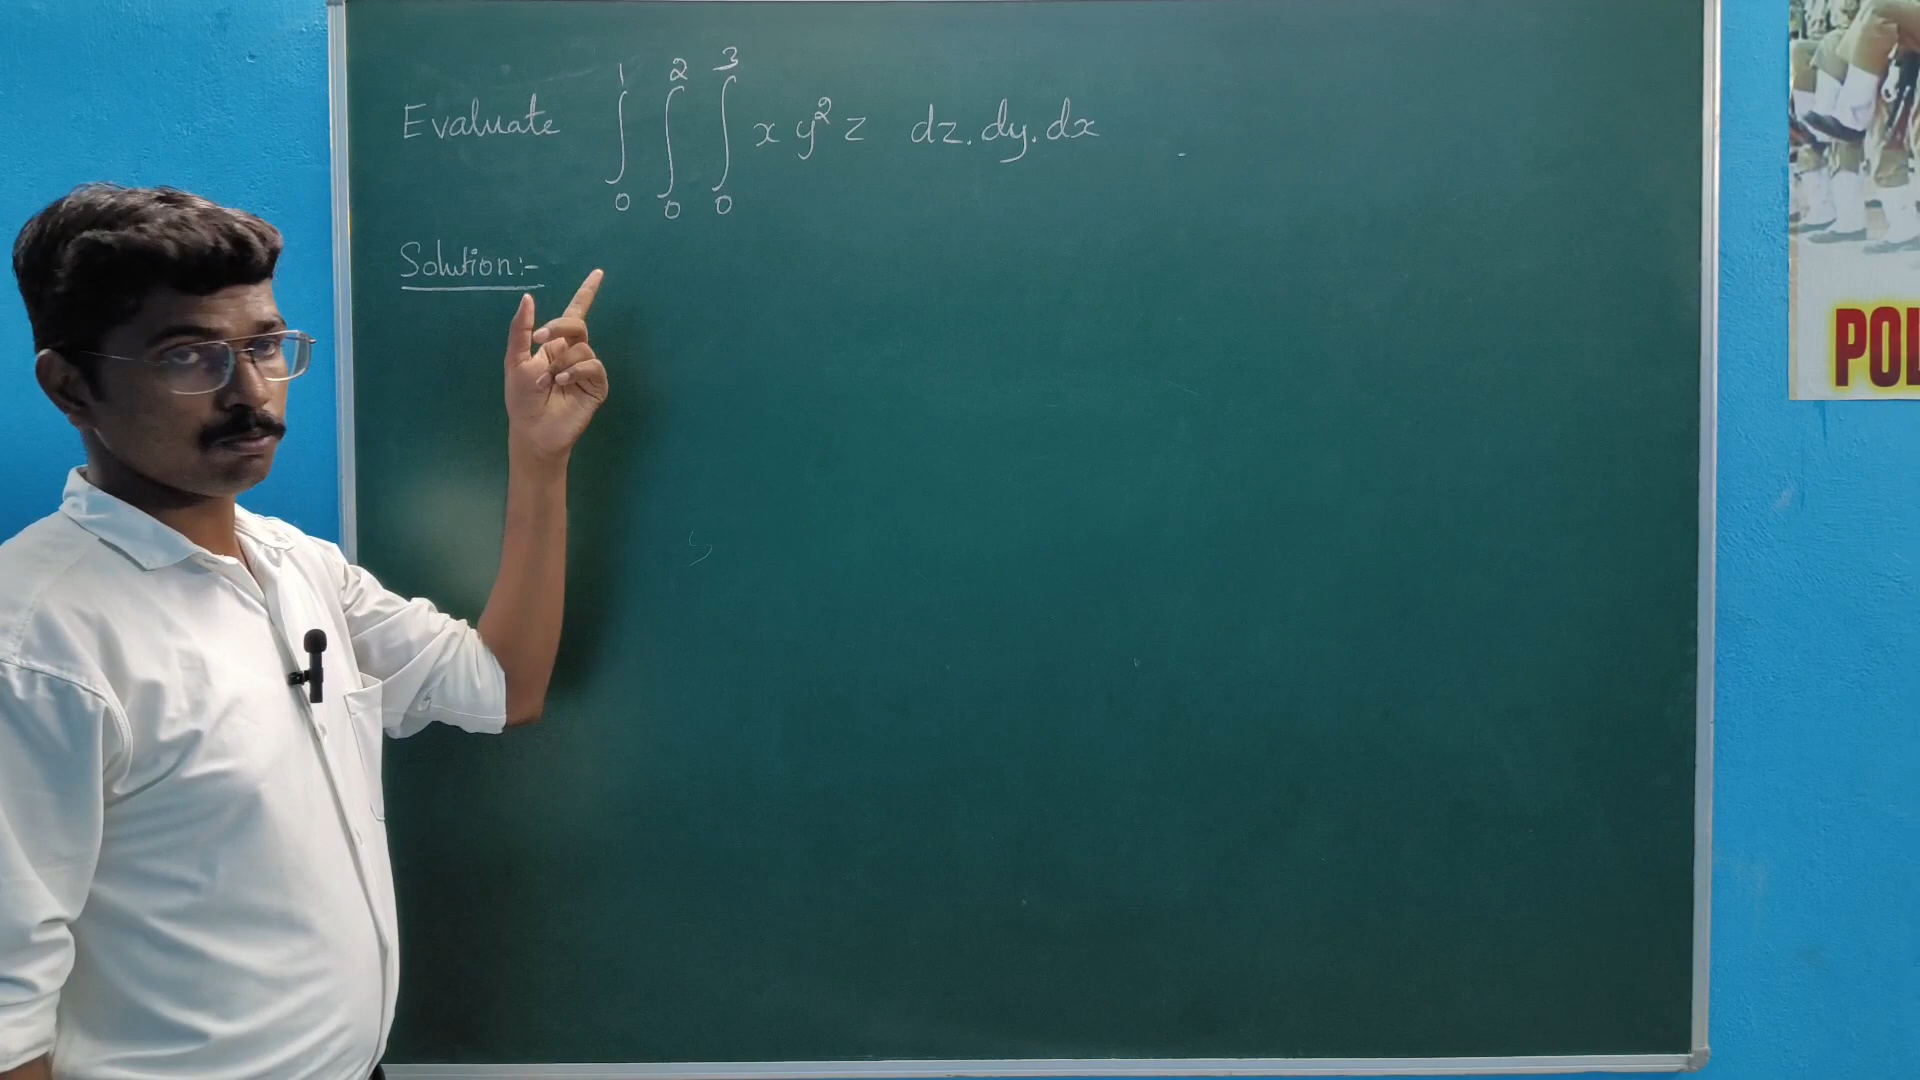 Evaluate ∫₀¹ ∫₀² ∫₀³ x y² z dz. dy. dx
Solution:-
POL